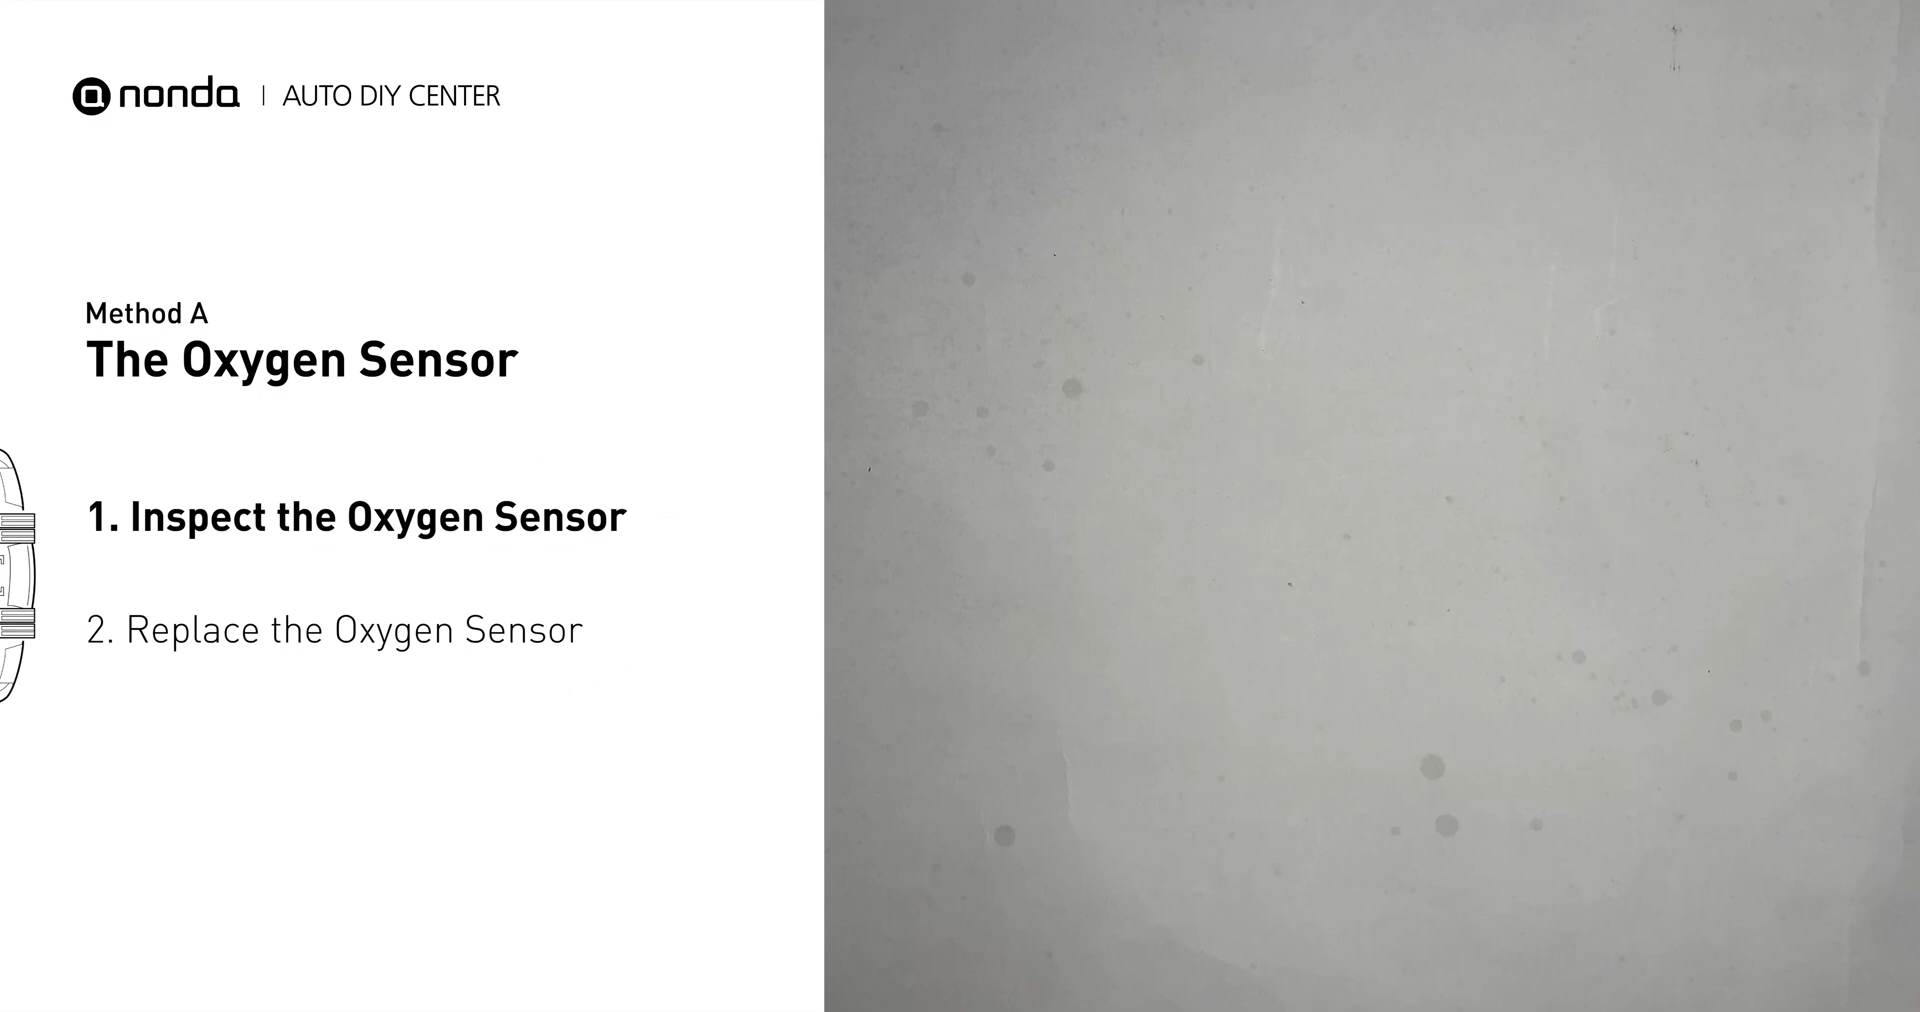 nonda | AUTO DIY CENTER
Method A
The Oxygen Sensor
1. Inspect the Oxygen Sensor
2. Replace the Oxygen Sensor